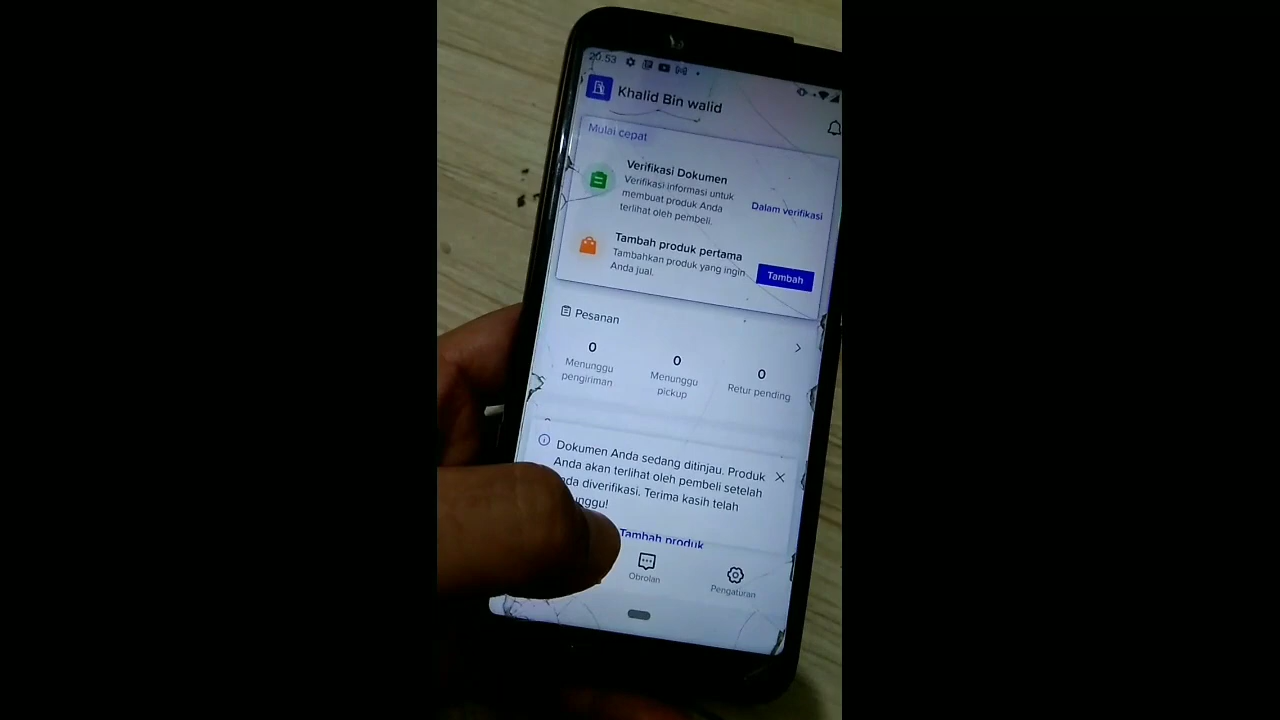 20.53
Khalid Bin walid
Mulai cepat
Verifikasi Dokumen
Verifikasi informasi untuk
membuat produk Anda
terlihat oleh pembeli.
Dalam verifikasi
Tambah produk pertama
Tambahkan produk yang ingin
Anda jual.
Tambah
Pesanan
0
Menunggu
pengiriman
0
Menunggu
pickup
0
Retur pending
Dokumen Anda sedang ditinjau. Produk
Anda akan terlihat oleh pembeli setelah
diverifikasi. Terima kasih telah
Tambah produk
Obrolan
Pengaturan